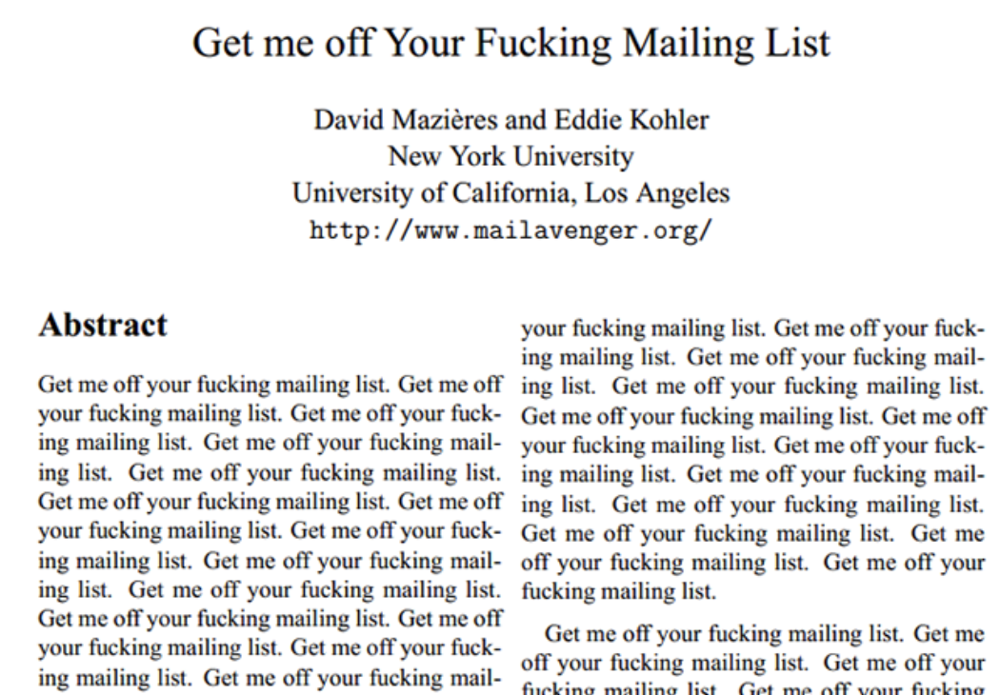 Get me off Your Fucking Mailing List
David Mazières and Eddie Kohler
New York University
University of California, Los Angeles
http://www.mailavenger.org/
Abstract
Get me off your fucking mailing list. Get me off
your fucking mailing list. Get me off your fuck-
ing mailing list. Get me off your fucking mail-
ing list. Get me off your fucking mailing list.
Get me off your fucking mailing list. Get me off
your fucking mailing list. Get me off your fuck-
ing mailing list. Get me off your fucking mail-
ing list. Get me off your fucking mailing list.
Get me off your fucking mailing list. Get me off
your fucking mailing list. Get me off your fuck-
ing mailing list. Get me off your fucking mail-
your fucking mailing list. Get me off your fuck-
ing mailing list. Get me off your fucking mail-
ing list. Get me off your fucking mailing list.
Get me off your fucking mailing list. Get me off
your fucking mailing list. Get me off your fuck-
ing mailing list. Get me off your fucking mail-
ing list. Get me off your fucking mailing list.
Get me off your fucking mailing list. Get me
off your fucking mailing list. Get me off your
fucking mailing list.
Get me off your fucking mailing list. Get me
off your fucking mailing list. Get me off your
fucking mailing list. Get me off your fucking